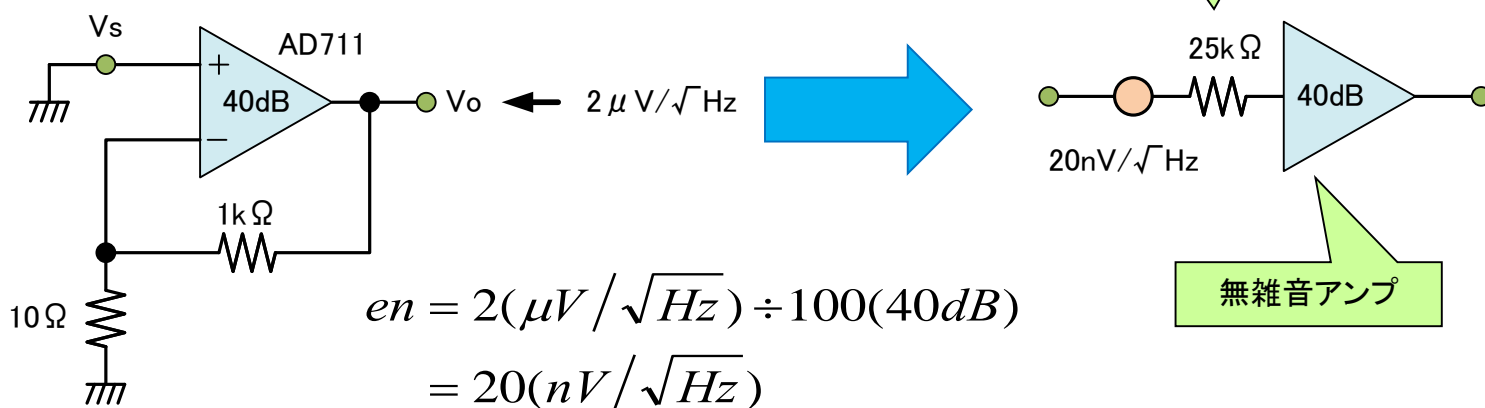 Vs
AD711
+
40dB
−
Vo
2μV/√Hz
1kΩ
10Ω
25kΩ
40dB
20nV/√Hz
無雑音アンプ
en = 2(μV/√Hz)÷100(40dB)
= 20(nV/√Hz)